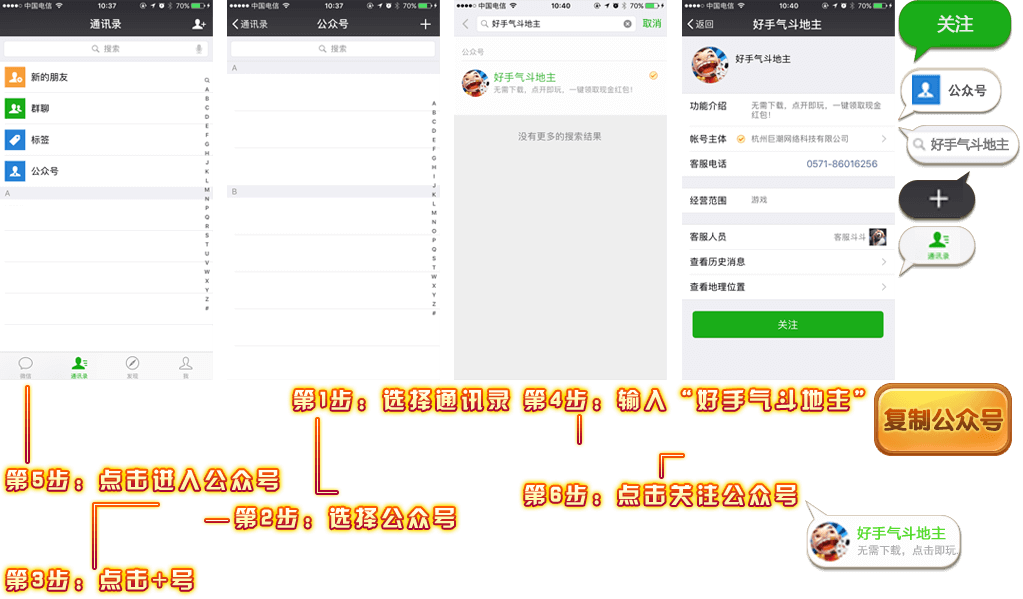 中国电信
10:37
70%
通讯录
搜索
新的朋友
群聊
标签
公众号
A
Q
A
B
C
D
E
F
G
H
J
K
L
M
N
P
Q
R
S
T
U
V
W
X
Y
Z
#
微信
通讯录
发现
我
中国电信
10:37
70%
通讯录
公众号
搜索
A
B
A
B
C
D
E
F
G
H
I
J
K
L
M
N
O
P
Q
S
T
W
X
Y
Z
#
中国电信
10:40
70%
好手气斗地主
取消
公众号
好手气斗地主
无需下载,点开即玩,一键领取现金红包!
没有更多的搜索结果
中国电信
10:40
70%
返回
好手气斗地主
好手气斗地主
功能介绍
无需下载,点开即玩,一键领取现金
红包!
帐号主体
杭州巨潮网络科技有限公司
客服电话
0571-86016256
经营范围
游戏
客服人员
客服斗斗
查看历史消息
查看地理位置
关注
关注
公众号
好手气斗地主
+
通讯录
第1步:选择通讯录
第4步:输入“好手气斗地主”
复制公众号
第5步:点击进入公众号
第6步:点击关注公众号
第2步:选择公众号
第3步:点击+号
好手气斗地主
无需下载,点击即玩